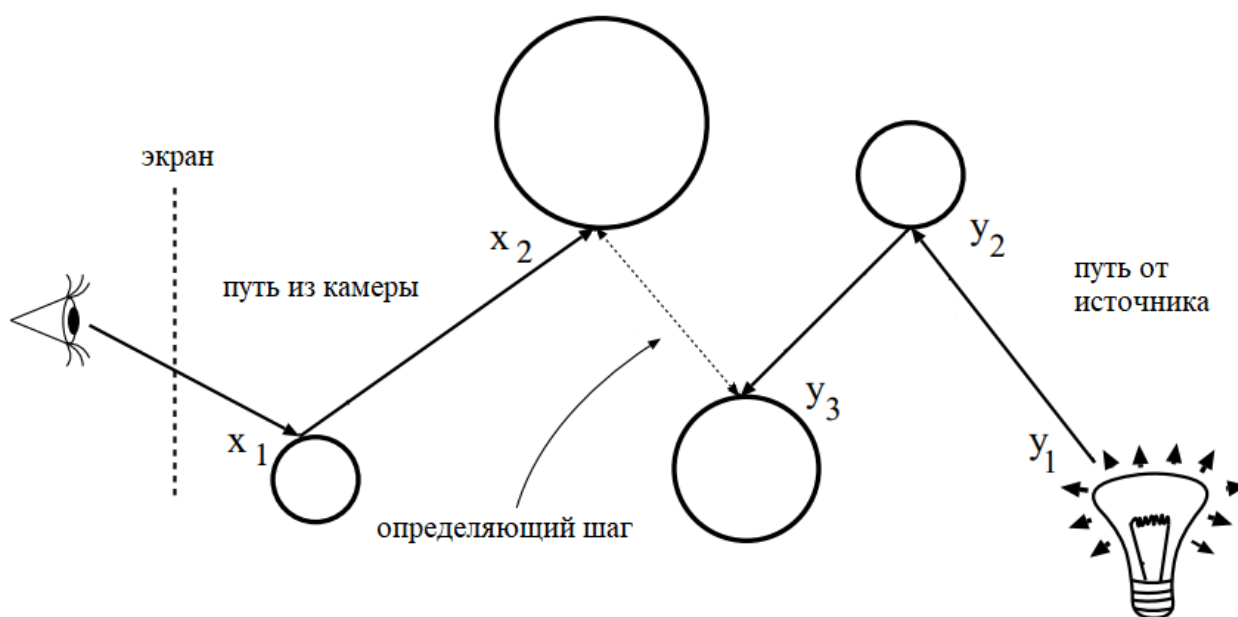 экран
x 2
y 2
путь из камеры
путь от
источника
y 3
x 1
y 1
определяющий шаг